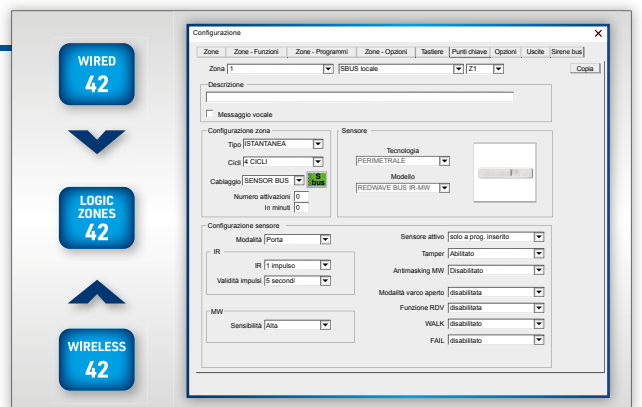 WIRED
42
LOGIC
ZONES
42
WIRELESS
42
Configurazione
Zone Zone - Funzioni Zone - Programmi Zone - Opzioni Tastiere Punti chiave Opzioni Uscite Sirene bus
Zona 1 SBUS locale Z1 Copia
Descrizione
Messaggio vocale
Configurazione zona
Tipo ISTANTANEA
Cicli 4 CICLI
Cablaggio SENSOR BUS S bus
Numero attivazioni 0
In minuti 0
Sensore
Tecnologia
PERIMETRALE
Modello
REDWAVE BUS IR-MW
Configurazione sensore
Modalità Porta
IR
IR 1 impulso
Validità impulsi 5 secondi
MW
Sensibilità Alta
Sensore attivo solo a prog. inserito
Tamper Abilitato
Antimasking MW Disabilitato
Modalità varco aperto disabilitata
Funzione RDV disabilitato
WALK disabilitato
FAIL disabilitato